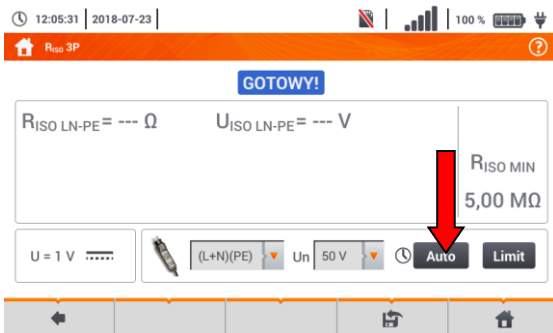 12:05:31 2018-07-23 100 %
RISO 3P ?
GOTOWY!
RISO LN-PE= --- Ω UISO LN-PE= --- V
RISO MIN
5,00 MΩ
U = 1 V (L+N)(PE) Un 50 V Auto Limit